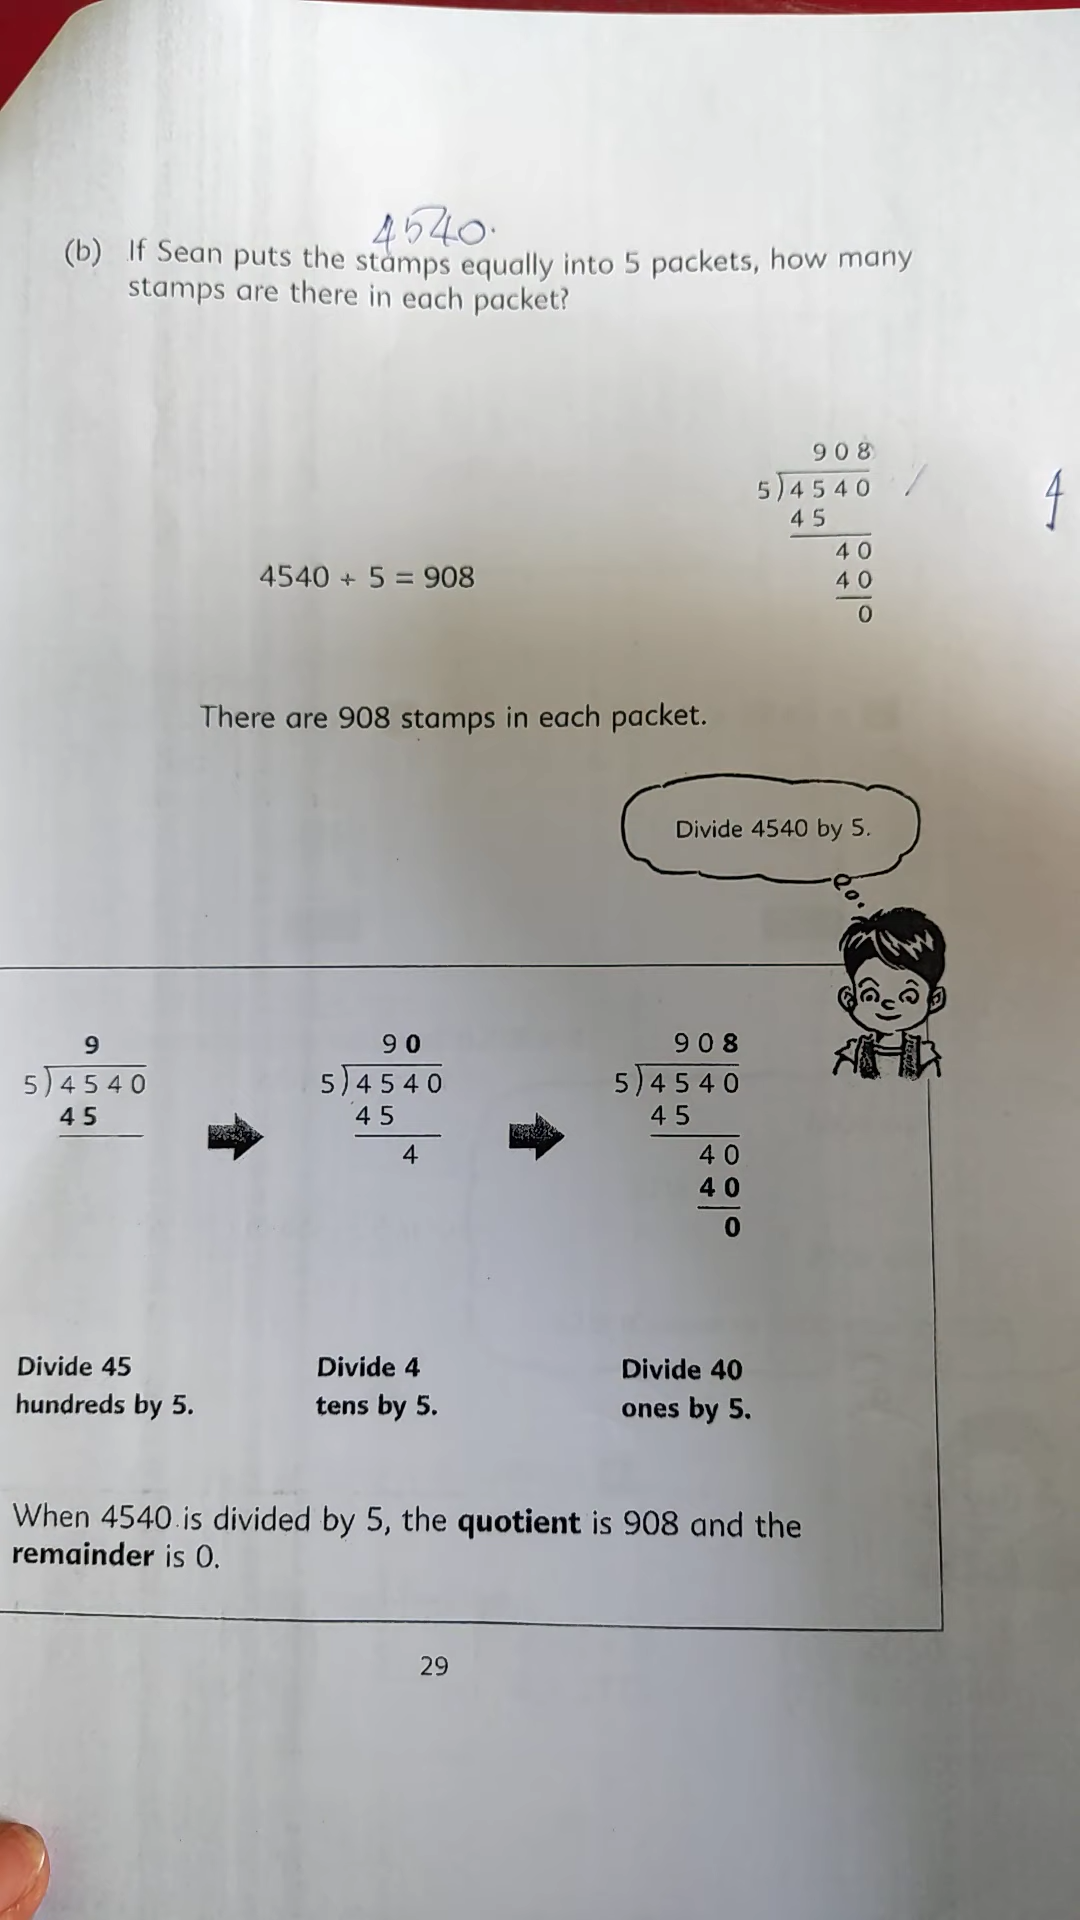 4540.
(b) If Sean puts the stamps equally into 5 packets, how many
stamps are there in each packet?
908
5)4540
45
40
4540 ÷ 5 = 908
40
0
4
There are 908 stamps in each packet.
Divide 4540 by 5.
9
5)4540
45
90
5)4540
45
4
908
5)4540
45
40
40
0
Divide 45
hundreds by 5.
Divide 4
tens by 5.
Divide 40
ones by 5.
When 4540 is divided by 5, the quotient is 908 and the
remainder is 0.
29